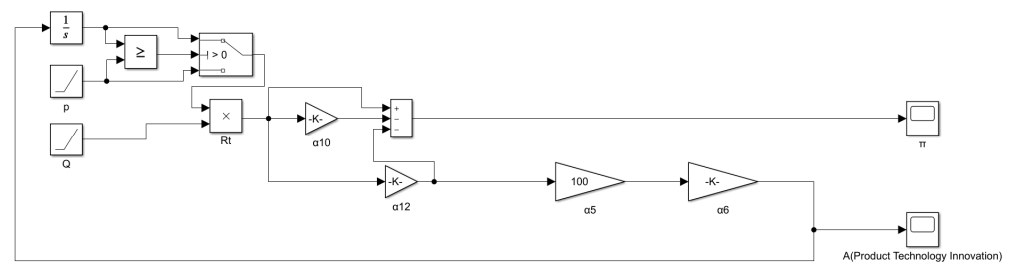 1
s
≥
> 0
p
×
Rt
Q
-K-
α10
+
−
−
π
-K-
α12
100
α5
-K-
α6
A(Product Technology Innovation)